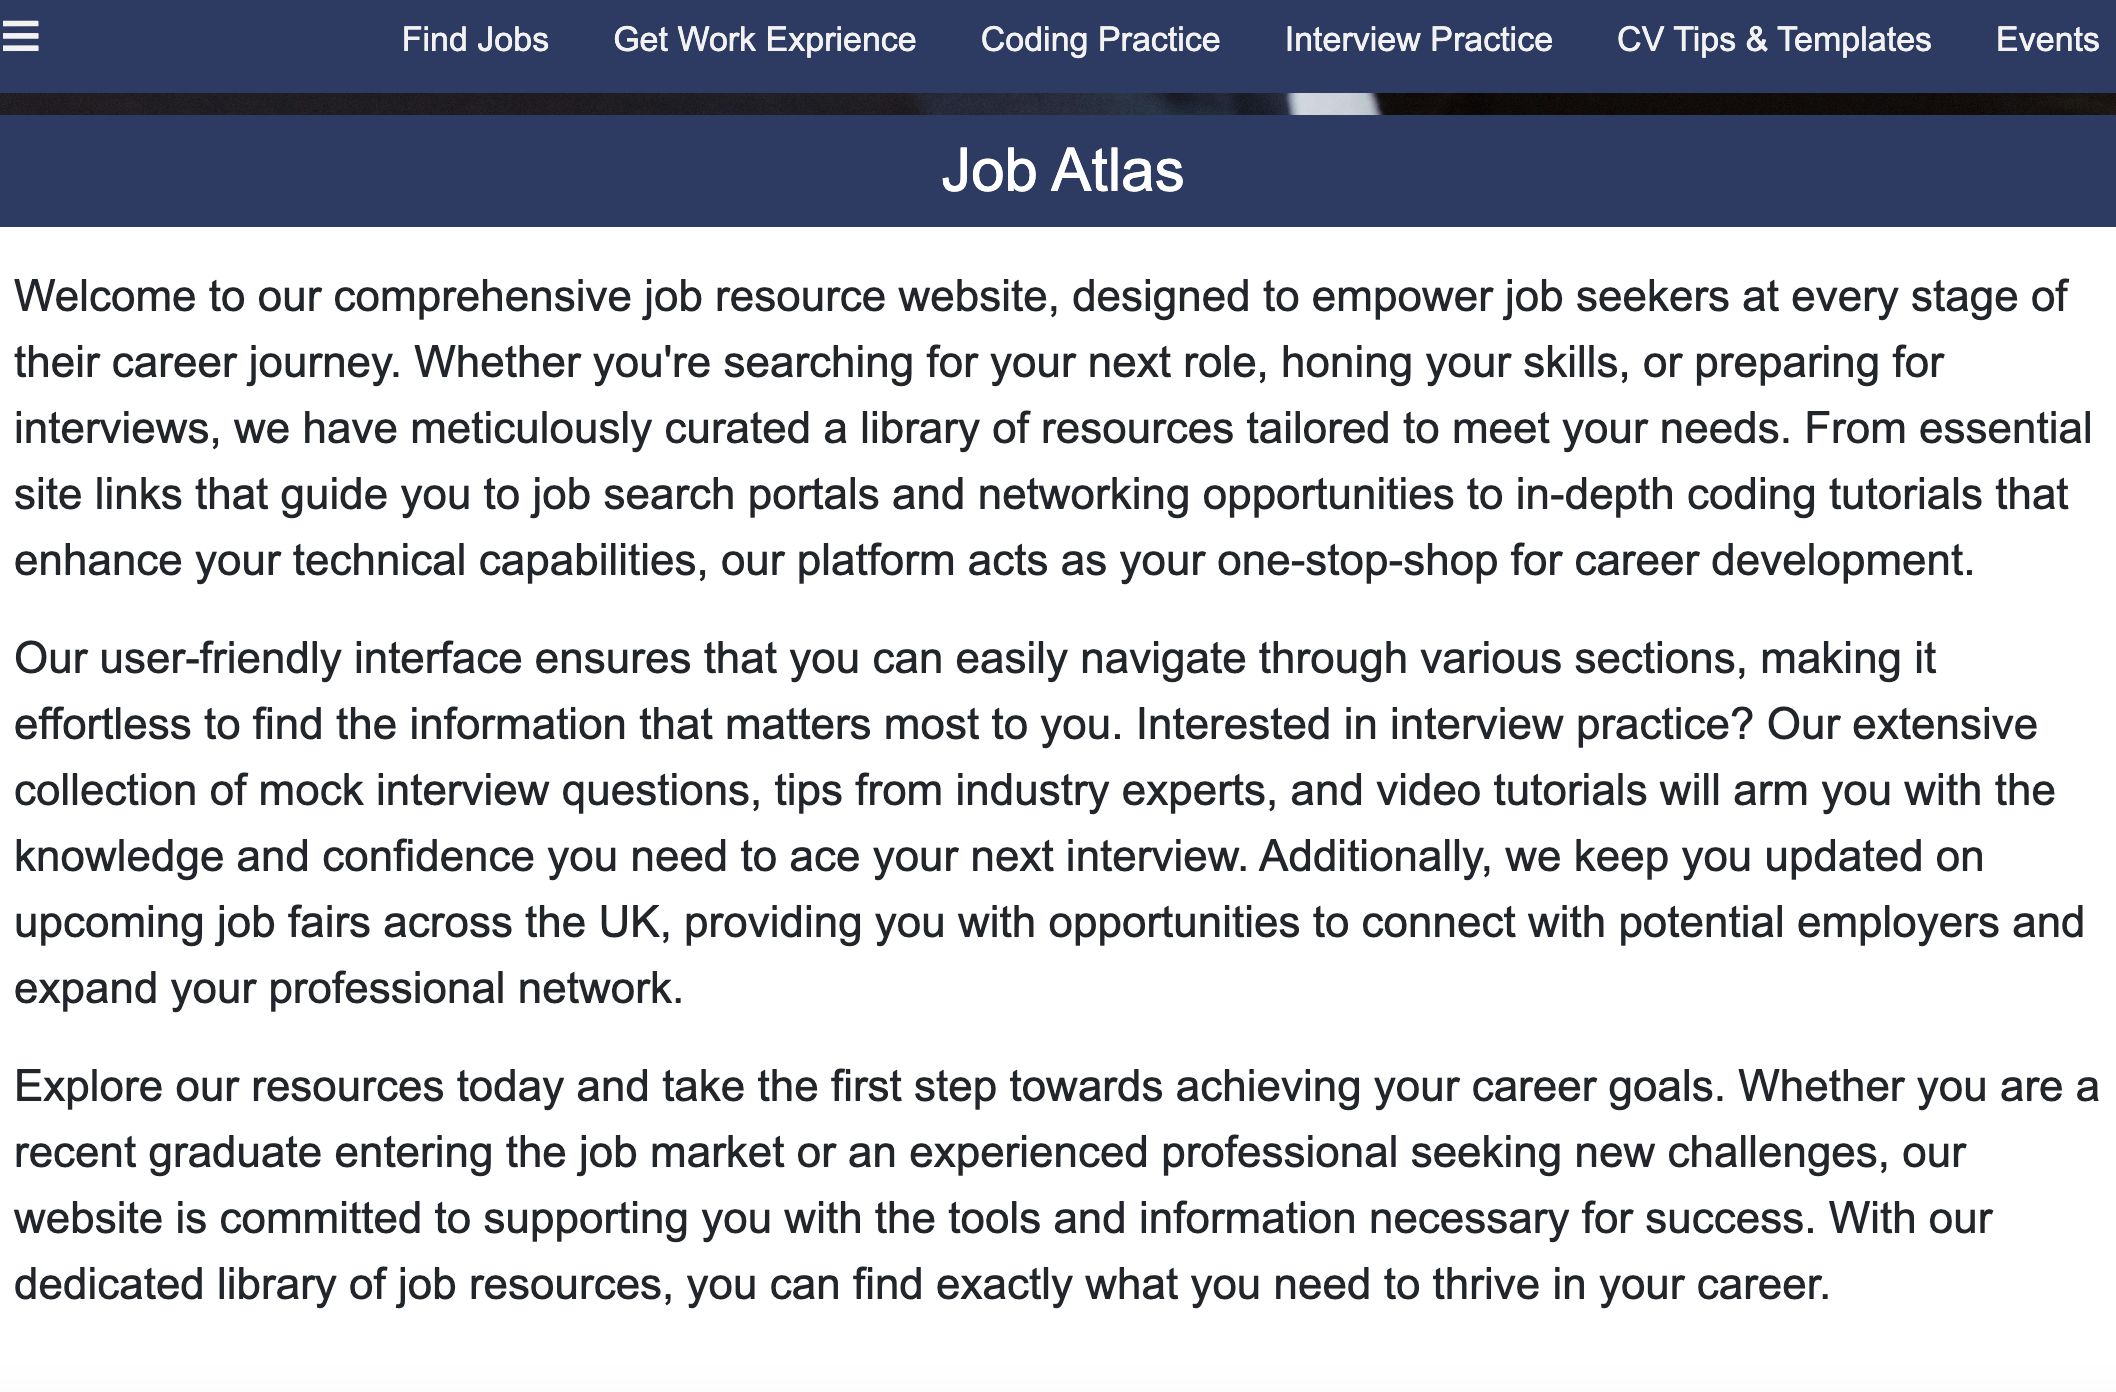 Find Jobs Get Work Exprience Coding Practice Interview Practice CV Tips & Templates Events
Job Atlas
Welcome to our comprehensive job resource website, designed to empower job seekers at every stage of
their career journey. Whether you're searching for your next role, honing your skills, or preparing for
interviews, we have meticulously curated a library of resources tailored to meet your needs. From essential
site links that guide you to job search portals and networking opportunities to in-depth coding tutorials that
enhance your technical capabilities, our platform acts as your one-stop-shop for career development.
Our user-friendly interface ensures that you can easily navigate through various sections, making it
effortless to find the information that matters most to you. Interested in interview practice? Our extensive
collection of mock interview questions, tips from industry experts, and video tutorials will arm you with the
knowledge and confidence you need to ace your next interview. Additionally, we keep you updated on
upcoming job fairs across the UK, providing you with opportunities to connect with potential employers and
expand your professional network.
Explore our resources today and take the first step towards achieving your career goals. Whether you are a
recent graduate entering the job market or an experienced professional seeking new challenges, our
website is committed to supporting you with the tools and information necessary for success. With our
dedicated library of job resources, you can find exactly what you need to thrive in your career.